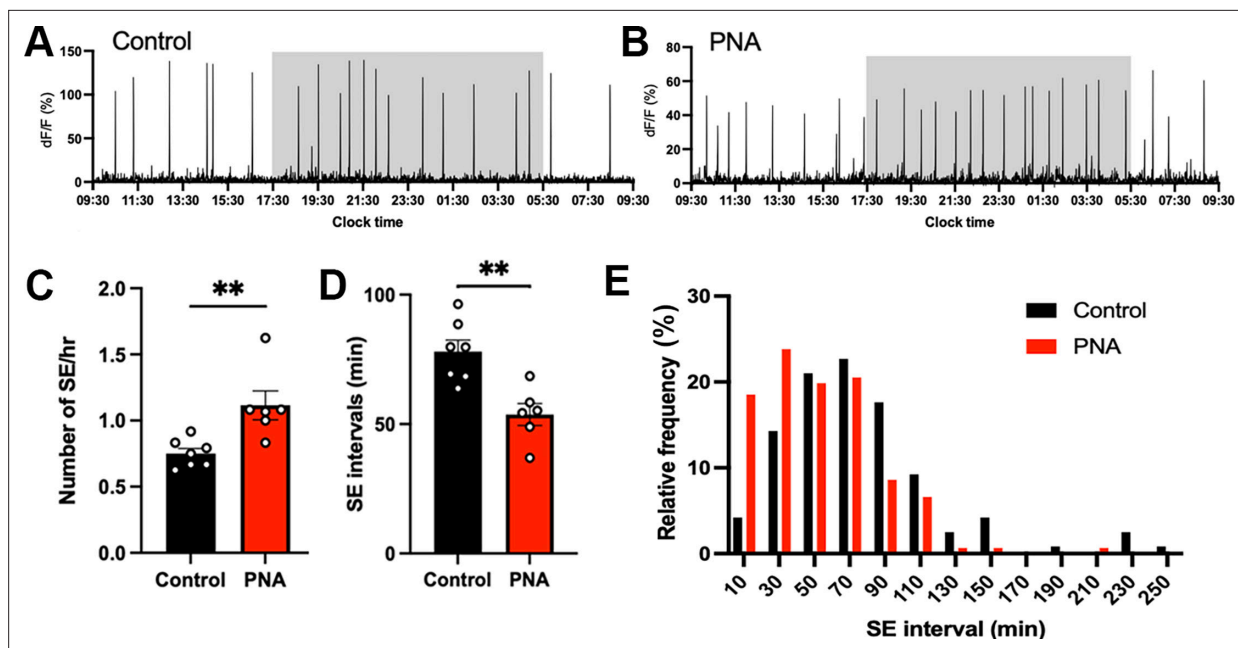 A
Control
150
100
50
0
dF/F (%)
09:30 11:30 13:30 15:30 17:30 19:30 21:30 23:30 01:30 03:30 05:30 07:30 09:30
Clock time
B
PNA
80
60
40
20
0
dF/F (%)
09:30 11:30 13:30 15:30 17:30 19:30 21:30 23:30 01:30 03:30 05:30 07:30 09:30
Clock time
C
**
2.0
1.5
1.0
0.5
0.0
Number of SE/hr
Control PNA
D
**
100
50
0
SE intervals (min)
Control PNA
E
30
20
10
0
Relative frequency (%)
Control
PNA
10 30 50 70 90 110 130 150 170 190 210 230 250
SE interval (min)